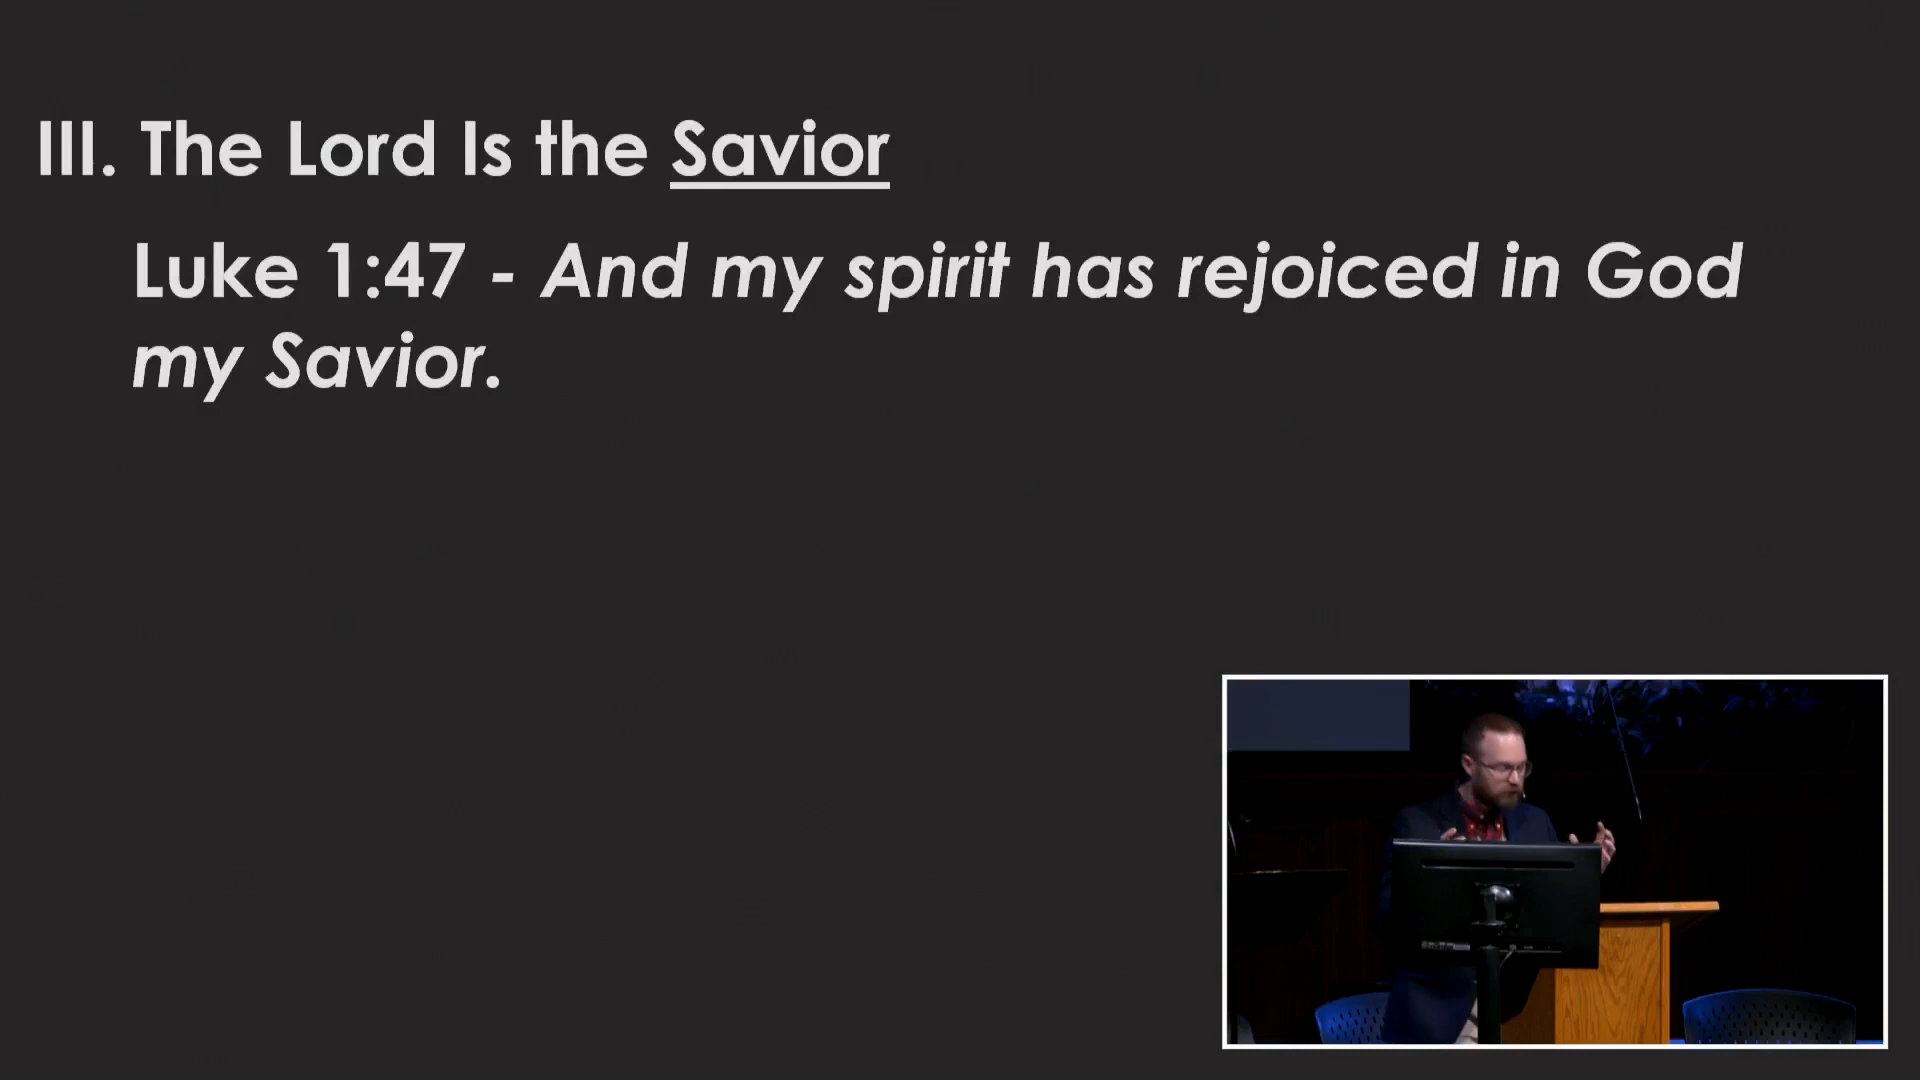 III. The Lord Is the Savior
Luke 1:47 - And my spirit has rejoiced in God
my Savior.